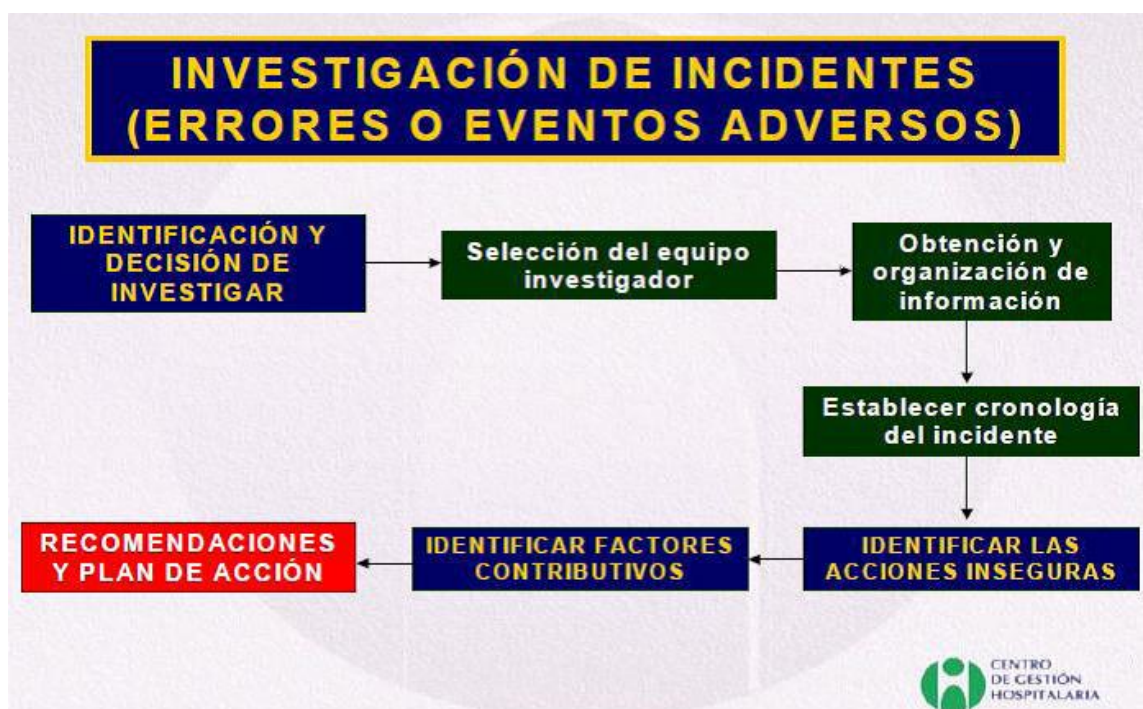 INVESTIGACIÓN DE INCIDENTES
(ERRORES O EVENTOS ADVERSOS)
IDENTIFICACIÓN Y
DECISIÓN DE
INVESTIGAR
Selección del equipo
investigador
Obtención y
organización de
información
Establecer cronología
del incidente
IDENTIFICAR LAS
ACCIONES INSEGURAS
IDENTIFICAR FACTORES
CONTRIBUTIVOS
RECOMENDACIONES
Y PLAN DE ACCIÓN
CENTRO
DE GESTIÓN
HOSPITALARIA